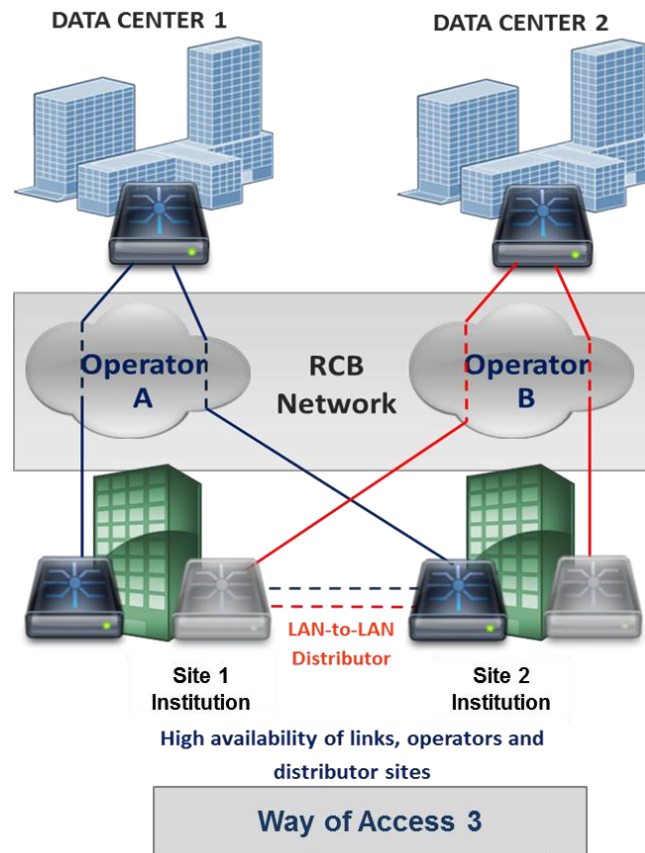 DATA CENTER 1
DATA CENTER 2
Operator
A
RCB
Network
Operator
B
LAN-to-LAN
Distributor
Site 1
Institution
Site 2
Institution
High availability of links, operators and
distributor sites
Way of Access 3